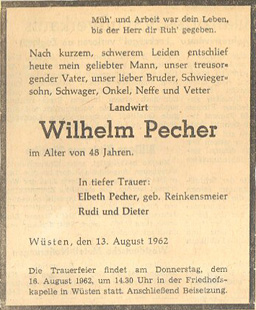 Müh' und Arbeit war dein Leben,
bis der Herr dir Ruh' gegeben.
Nach kurzem, schwerem Leiden entschlief
heute mein geliebter Mann, unser treusor-
gender Vater, unser lieber Bruder, Schwieger-
sohn, Schwager, Onkel, Neffe und Vetter
Landwirt
Wilhelm Pecher
im Alter von 48 Jahren.
In tiefer Trauer:
Elbeth Pecher, geb. Reinkensmeier
Rudi und Dieter
Wüsten, den 13. August 1962
Die Trauerfeier findet am Donnerstag, dem
16. August 1962, um 14.30 Uhr in der Friedhofs-
kapelle in Wüsten statt. Anschließend Beisetzung.